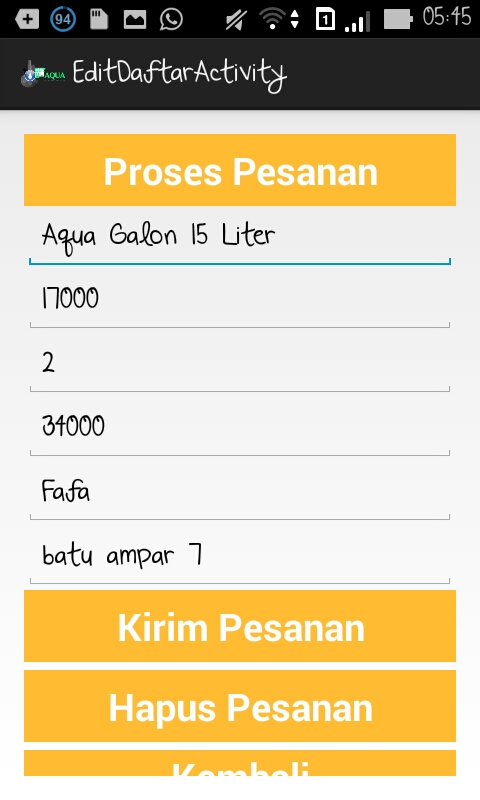 94
1
05:45
AQUA
EditDaftarActivity
Proses Pesanan
Aqua Galon 15 Liter
17000
2
34000
Fafa
batu ampar 7
Kirim Pesanan
Hapus Pesanan
Kembali